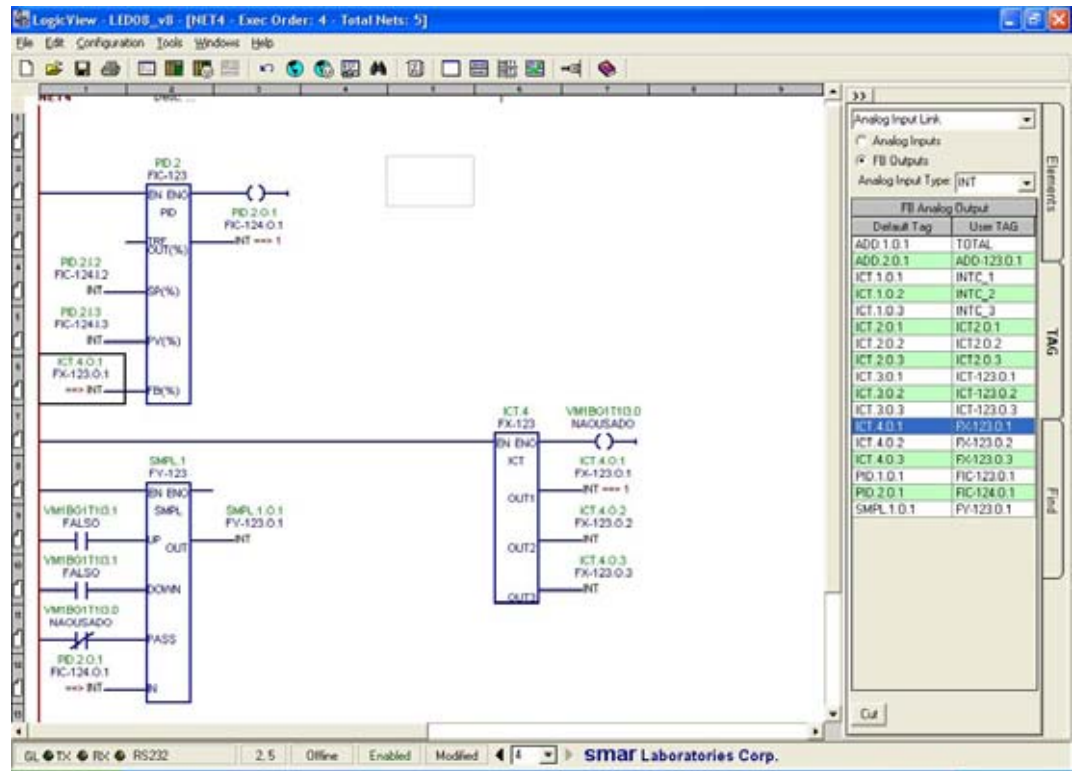 LogicView - LED08_v8 - [NET4 - Exec Order: 4 - Total Nets: 5]
File Edit Configuration Tools Windows Help
NET4 Desc: ...
PID.2
FIC-123
EN ENO
PID
PID.2.O.1
FIC-124.O.1
TRF
OUT(%)
INT ==> 1
PID.2.I.2
FIC-124.I.2
INT
SP(%)
PID.2.I.3
FIC-124.I.3
INT
PV(%)
ICT.4.O.1
FX-123.O.1
==> INT
FB(%)
ICT.4
FX-123
VM1BO1T1I3.0
NAOUSADO
EN ENO
ICT
ICT.4.O.1
FX-123.O.1
INT ==> 1
OUT1
ICT.4.O.2
FX-123.O.2
INT
OUT2
ICT.4.O.3
FX-123.O.3
INT
OUT3
SMPL.1
FY-123
EN ENO
SMPL
SMPL.1.O.1
FY-123.O.1
INT
VM1BO1T1I3.1
FALSO
UP
OUT
VM1BO1T1I3.1
FALSO
DOWN
VM1BO1T1I3.0
NAOUSADO
PASS
PID.2.O.1
FIC-124.O.1
==> INT
IN
>>
Analog Input Link
Analog Inputs
FB Outputs
Analog Input Type: INT
FB Analog Output
Default Tag User TAG
ADD.1.O.1 TOTAL
ADD.2.O.1 ADD-123.O.1
ICT.1.O.1 INTC_1
ICT.1.O.2 INTC_2
ICT.1.O.3 INTC_3
ICT.2.O.1 ICT2.O.1
ICT.2.O.2 ICT2.O.2
ICT.2.O.3 ICT2.O.3
ICT.3.O.1 ICT-123.O.1
ICT.3.O.2 ICT-123.O.2
ICT.3.O.3 ICT-123.O.3
ICT.4.O.1 FX-123.O.1
ICT.4.O.2 FX-123.O.2
ICT.4.O.3 FX-123.O.3
PID.1.O.1 FIC-123.O.1
PID.2.O.1 FIC-124.O.1
SMPL.1.O.1 FY-123.O.1
Elements
TAG
Find
Cut
GL TX RX RS232 2.5 Offline Enabled Modified 4 smar Laboratories Corp.